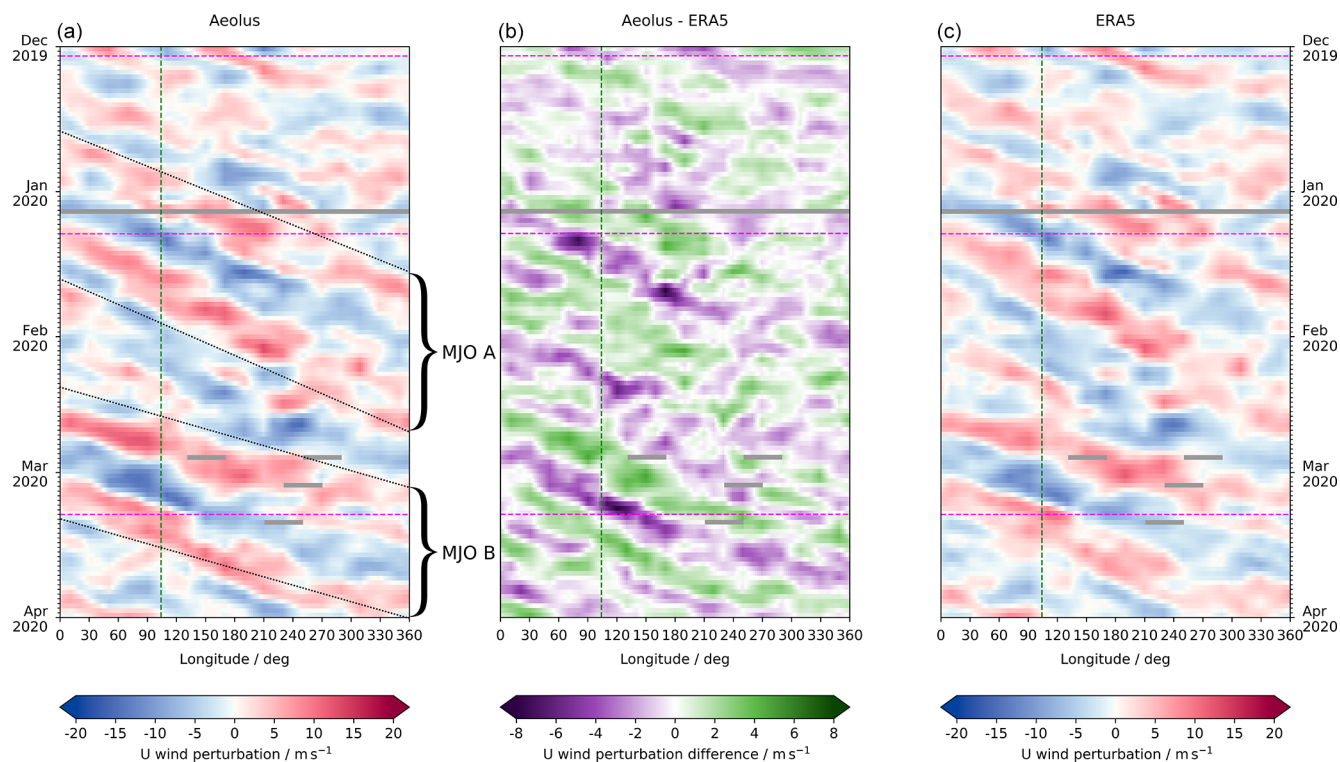 (a)
Aeolus
(b)
Aeolus - ERA5
(c)
ERA5
Dec
2019
Jan
2020
Feb
2020
Mar
2020
Apr
2020
MJO A
MJO B
0 30 60 90 120 150 180 210 240 270 300 330 360
Longitude / deg
0 30 60 90 120 150 180 210 240 270 300 330 360
Longitude / deg
0 30 60 90 120 150 180 210 240 270 300 330 360
Longitude / deg
Dec
2019
Jan
2020
Feb
2020
Mar
2020
Apr
2020
-20 -15 -10 -5 0 5 10 15 20
U wind perturbation / m s⁻¹
-8 -6 -4 -2 0 2 4 6 8
U wind perturbation difference / m s⁻¹
-20 -15 -10 -5 0 5 10 15 20
U wind perturbation / m s⁻¹